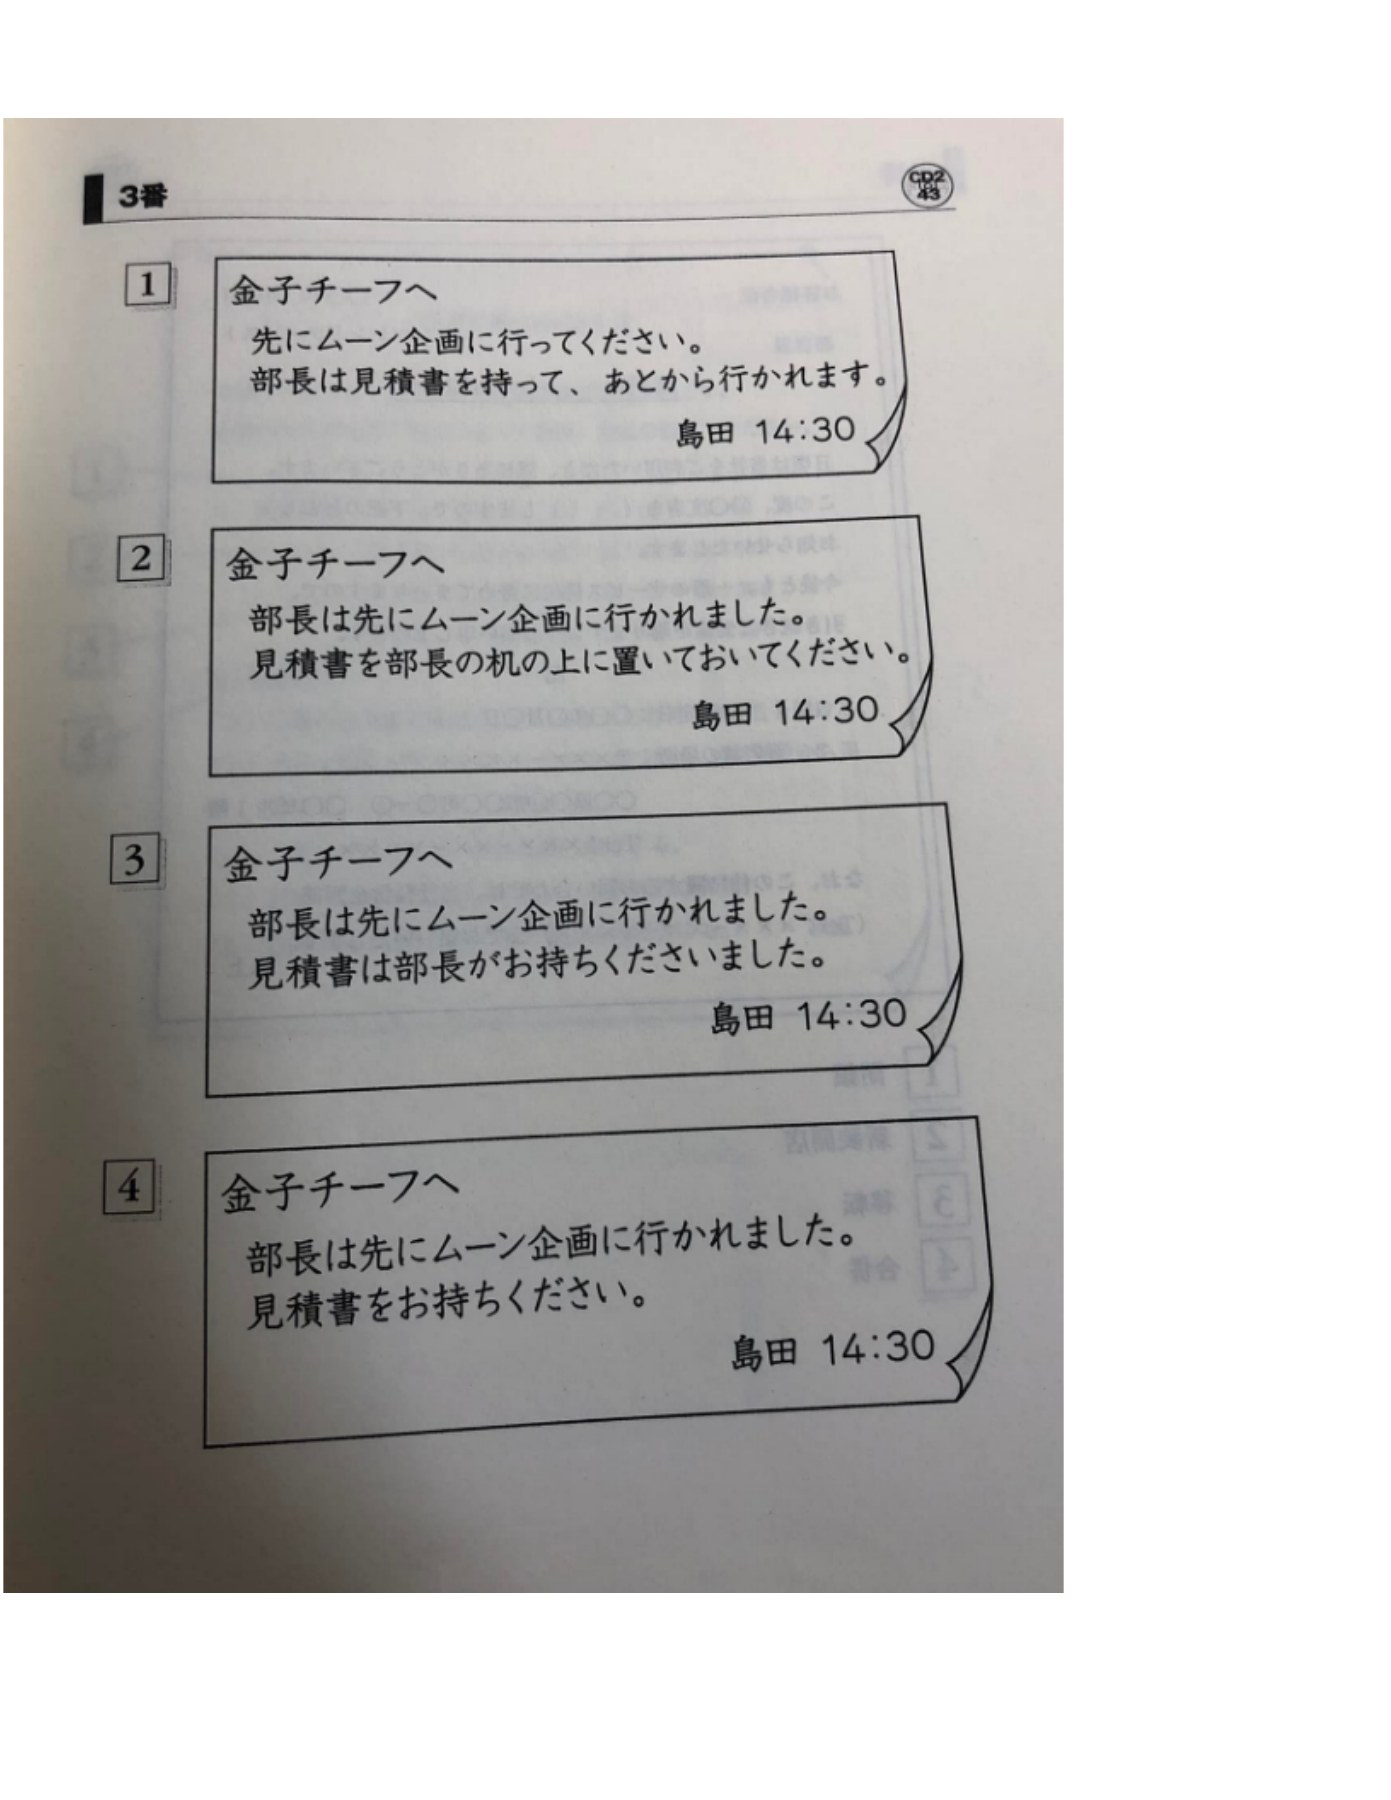 3番
CD2
43
1
金子チーフへ
先にムーン企画に行ってください。
部長は見積書を持って、あとから行かれます。
島田 14:30
2
金子チーフへ
部長は先にムーン企画に行かれました。
見積書を部長の机の上に置いておいてください。
島田 14:30
3
金子チーフへ
部長は先にムーン企画に行かれました。
見積書は部長がお持ちくださいました。
島田 14:30
4
金子チーフへ
部長は先にムーン企画に行かれました。
見積書をお持ちください。
島田 14:30